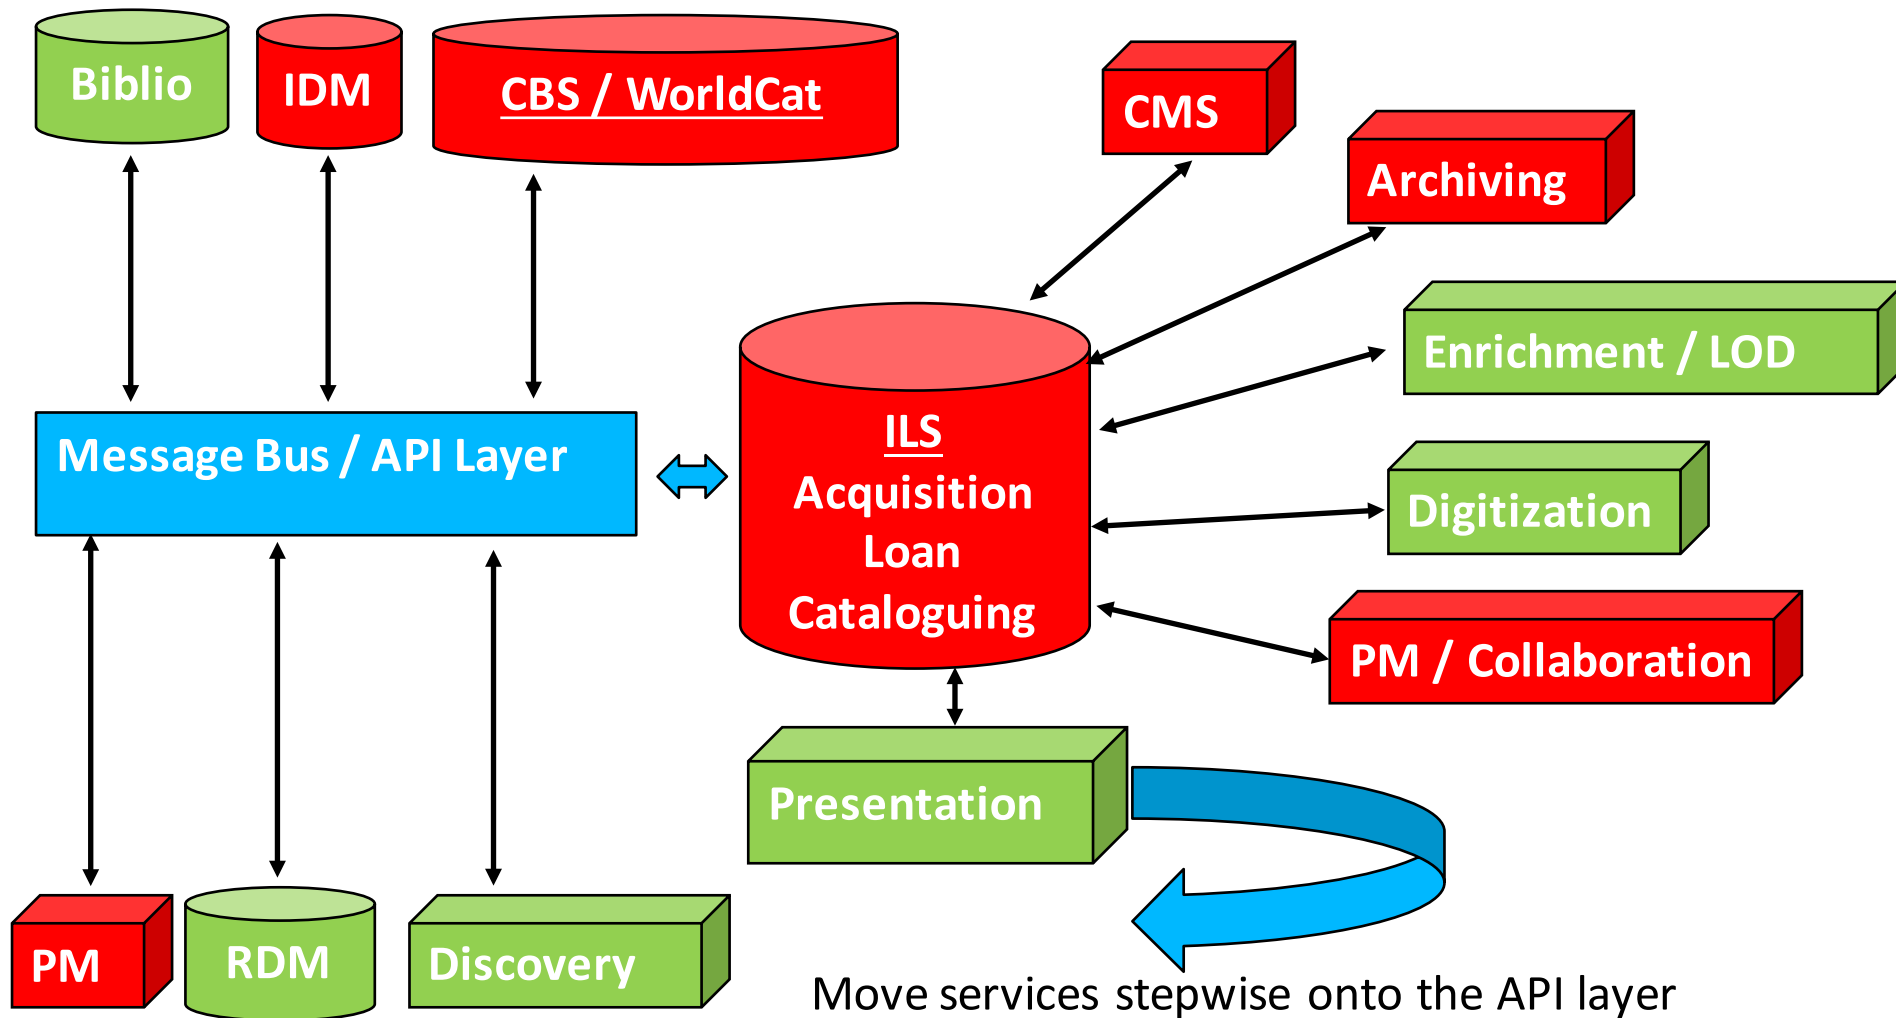 Biblio
IDM
CBS / WorldCat
CMS
Archiving
Enrichment / LOD
Message Bus / API Layer
ILS
Acquisition
Loan
Cataloguing
Digitization
PM / Collaboration
Presentation
PM
RDM
Discovery
Move services stepwise onto the API layer